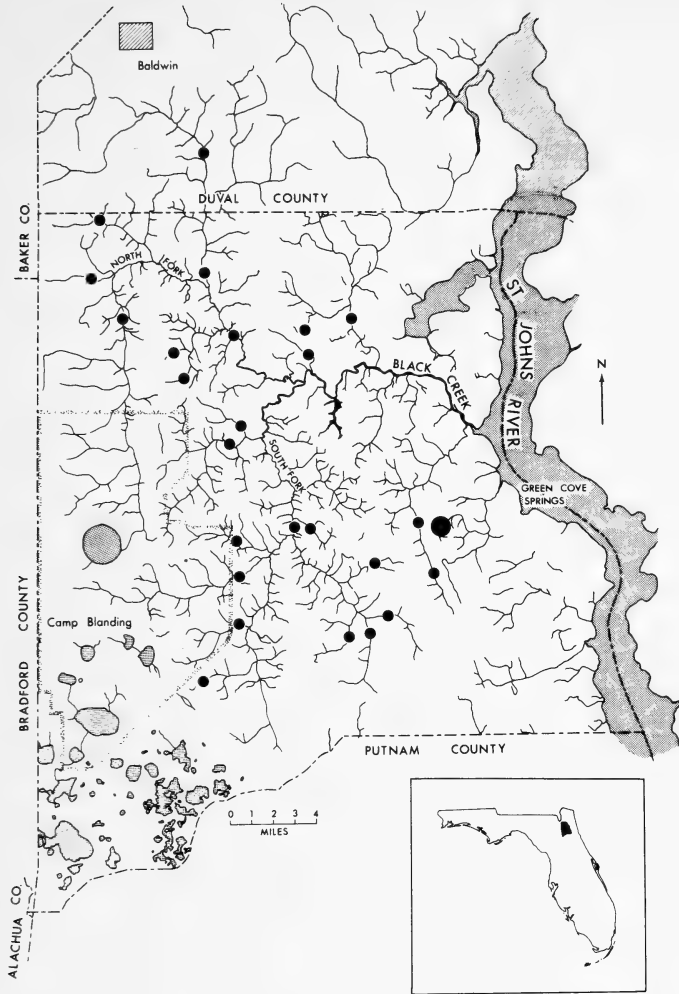 Baldwin
DUVAL COUNTY
BAKER CO.
NORTH FORK
ST JOHNS RIVER
N
BLACK CREEK
SOUTH FORK
GREEN COVE
SPRINGS
BRADFORD COUNTY
Camp Blanding
PUTNAM COUNTY
0 1 2 3 4
MILES
ALACHUA CO.